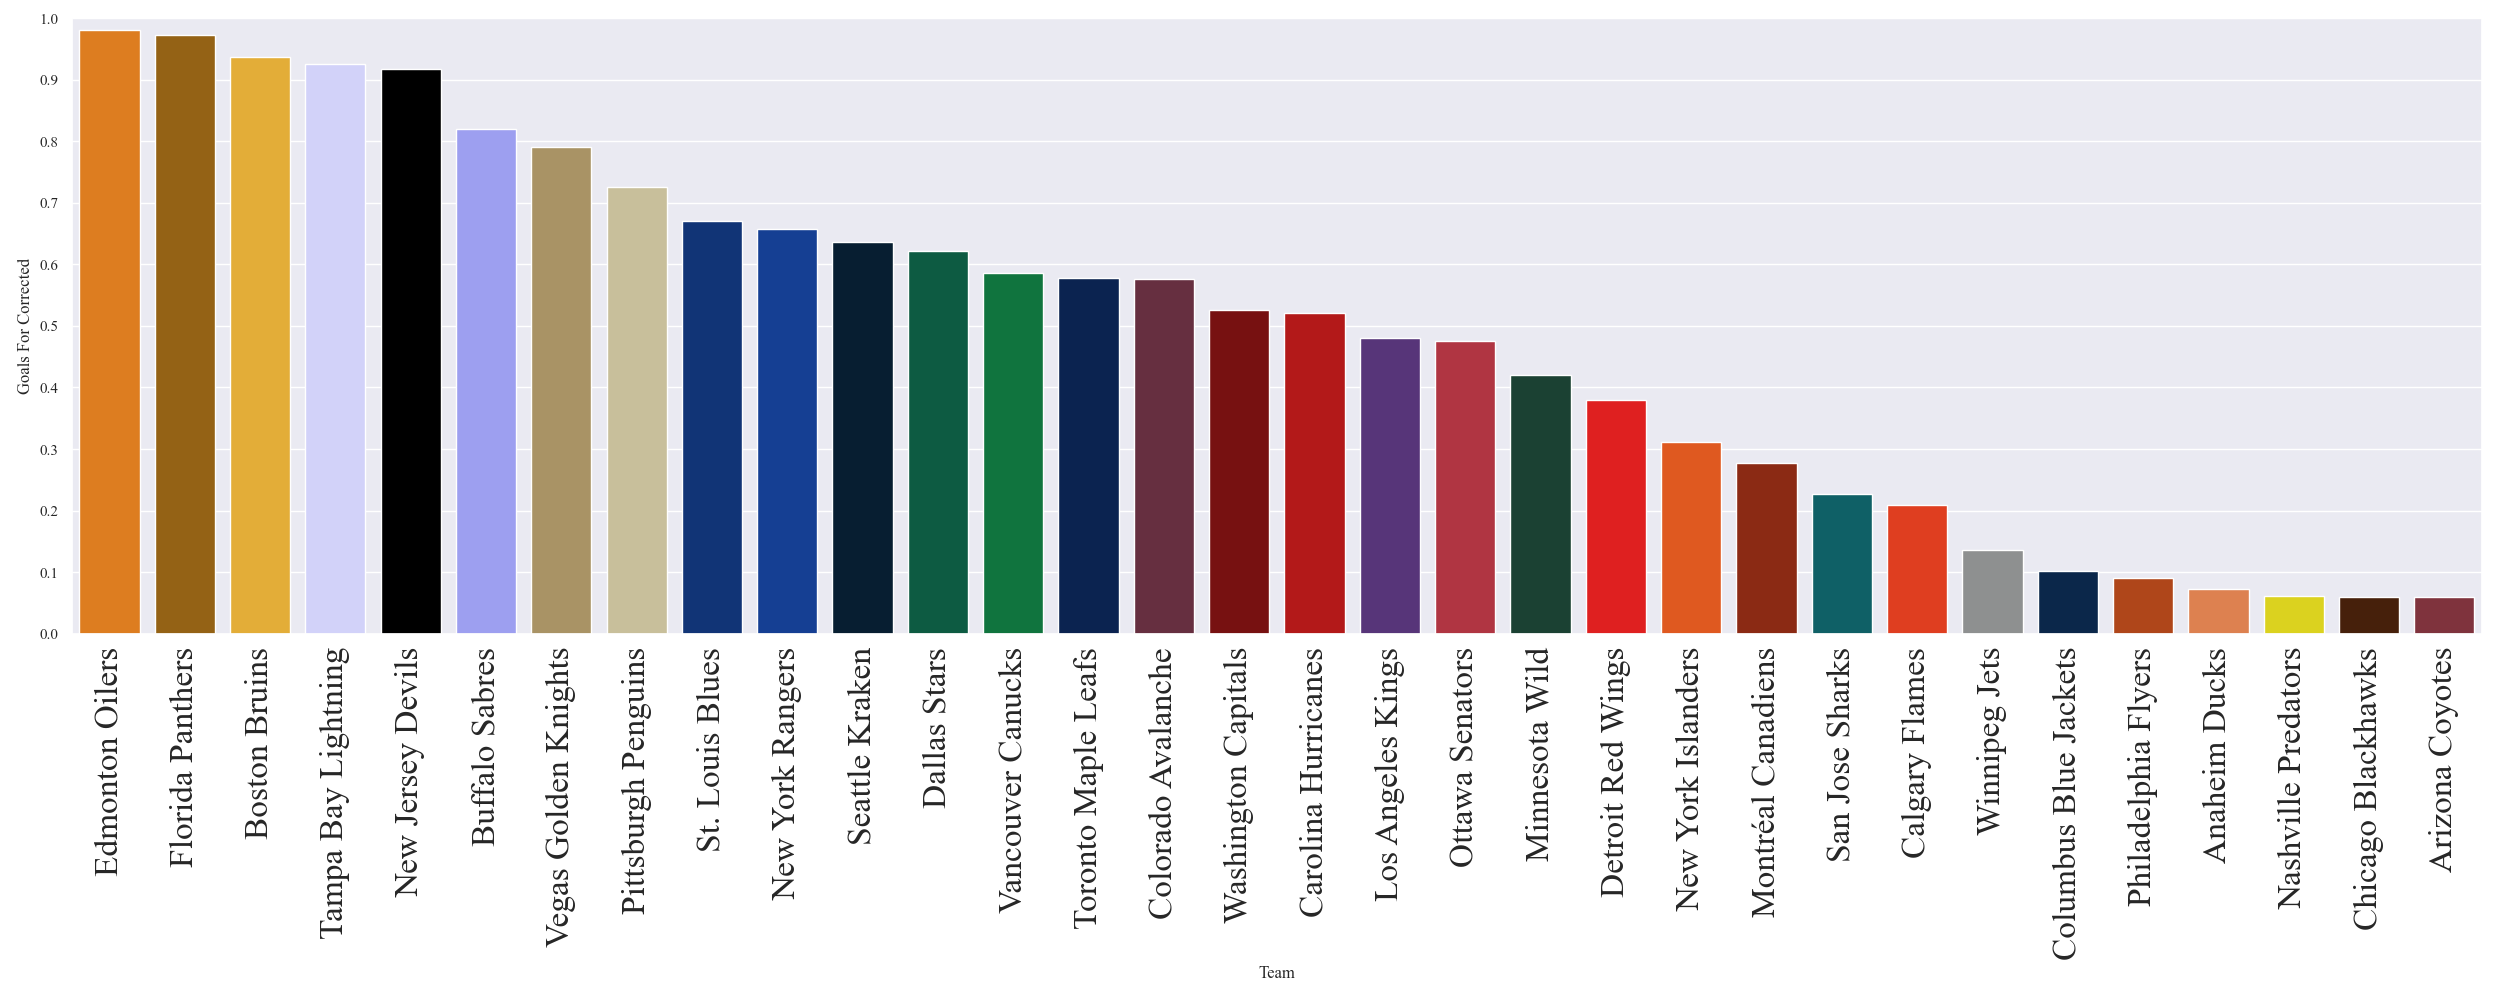 1.0
0.9
0.8
0.7
0.6
0.5
0.4
0.3
0.2
0.1
0.0
Goals For Corrected
Edmonton Oilers
Florida Panthers
Boston Bruins
Tampa Bay Lightning
New Jersey Devils
Buffalo Sabres
Vegas Golden Knights
Pittsburgh Penguins
St. Louis Blues
New York Rangers
Seattle Kraken
Dallas Stars
Vancouver Canucks
Toronto Maple Leafs
Colorado Avalanche
Washington Capitals
Carolina Hurricanes
Los Angeles Kings
Ottawa Senators
Minnesota Wild
Detroit Red Wings
New York Islanders
Montréal Canadiens
San Jose Sharks
Calgary Flames
Winnipeg Jets
Columbus Blue Jackets
Philadelphia Flyers
Anaheim Ducks
Nashville Predators
Chicago Blackhawks
Arizona Coyotes
Team